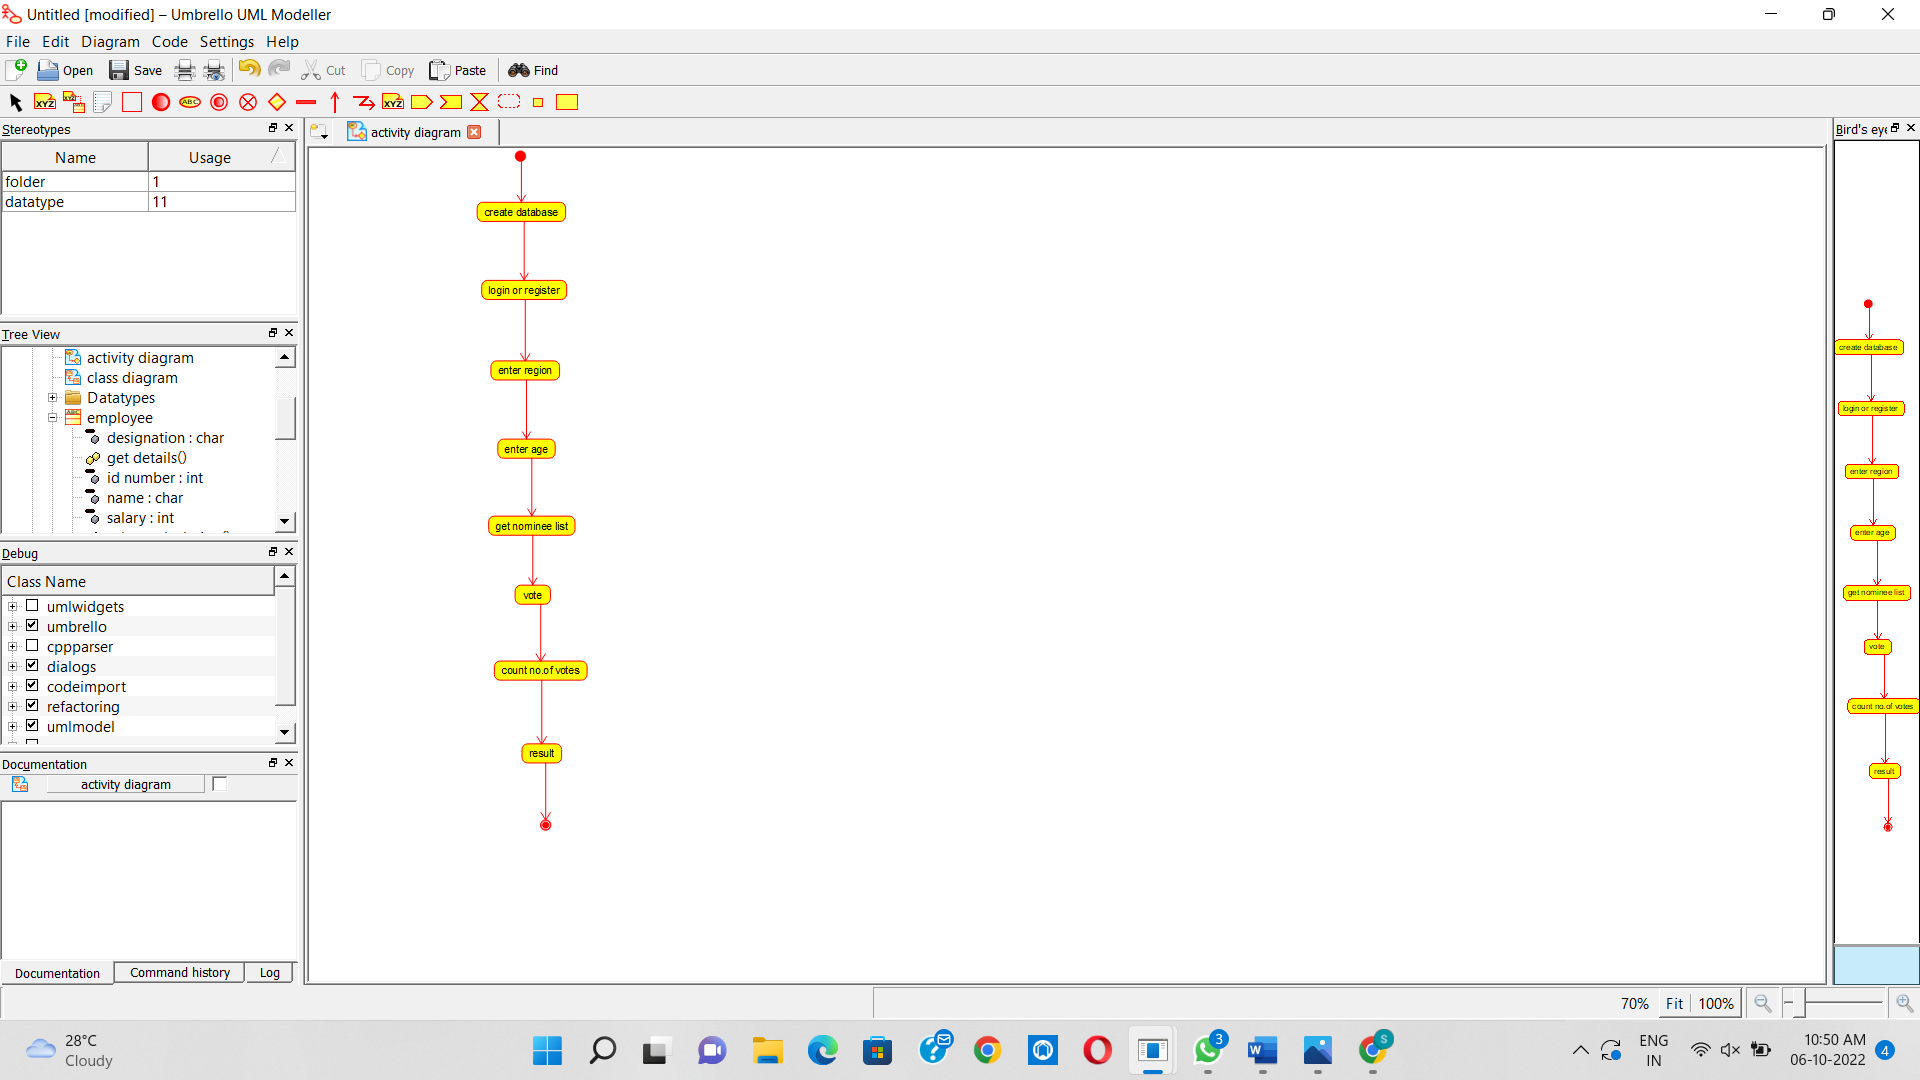 Untitled [modified] – Umbrello UML Modeller
File Edit Diagram Code Settings Help
Open Save Cut Copy Paste Find
XYZ ABC XYZ
Stereotypes
Name Usage
folder 1
datatype 11
Tree View
activity diagram
class diagram
Datatypes
employee
designation : char
get details()
id number : int
name : char
salary : int
Debug
Class Name
umlwidgets
umbrello
cppparser
dialogs
codeimport
refactoring
umlmodel
Documentation
activity diagram
Documentation Command history Log
activity diagram
create database
login or register
enter region
enter age
get nominee list
vote
count no.of votes
result
Bird's eye
create database
login or register
enter region
enter age
get nominee list
vote
count no.of votes
result
70% Fit 100%
28°C
Cloudy
3
S
ENG
IN
10:50 AM
06-10-2022
4